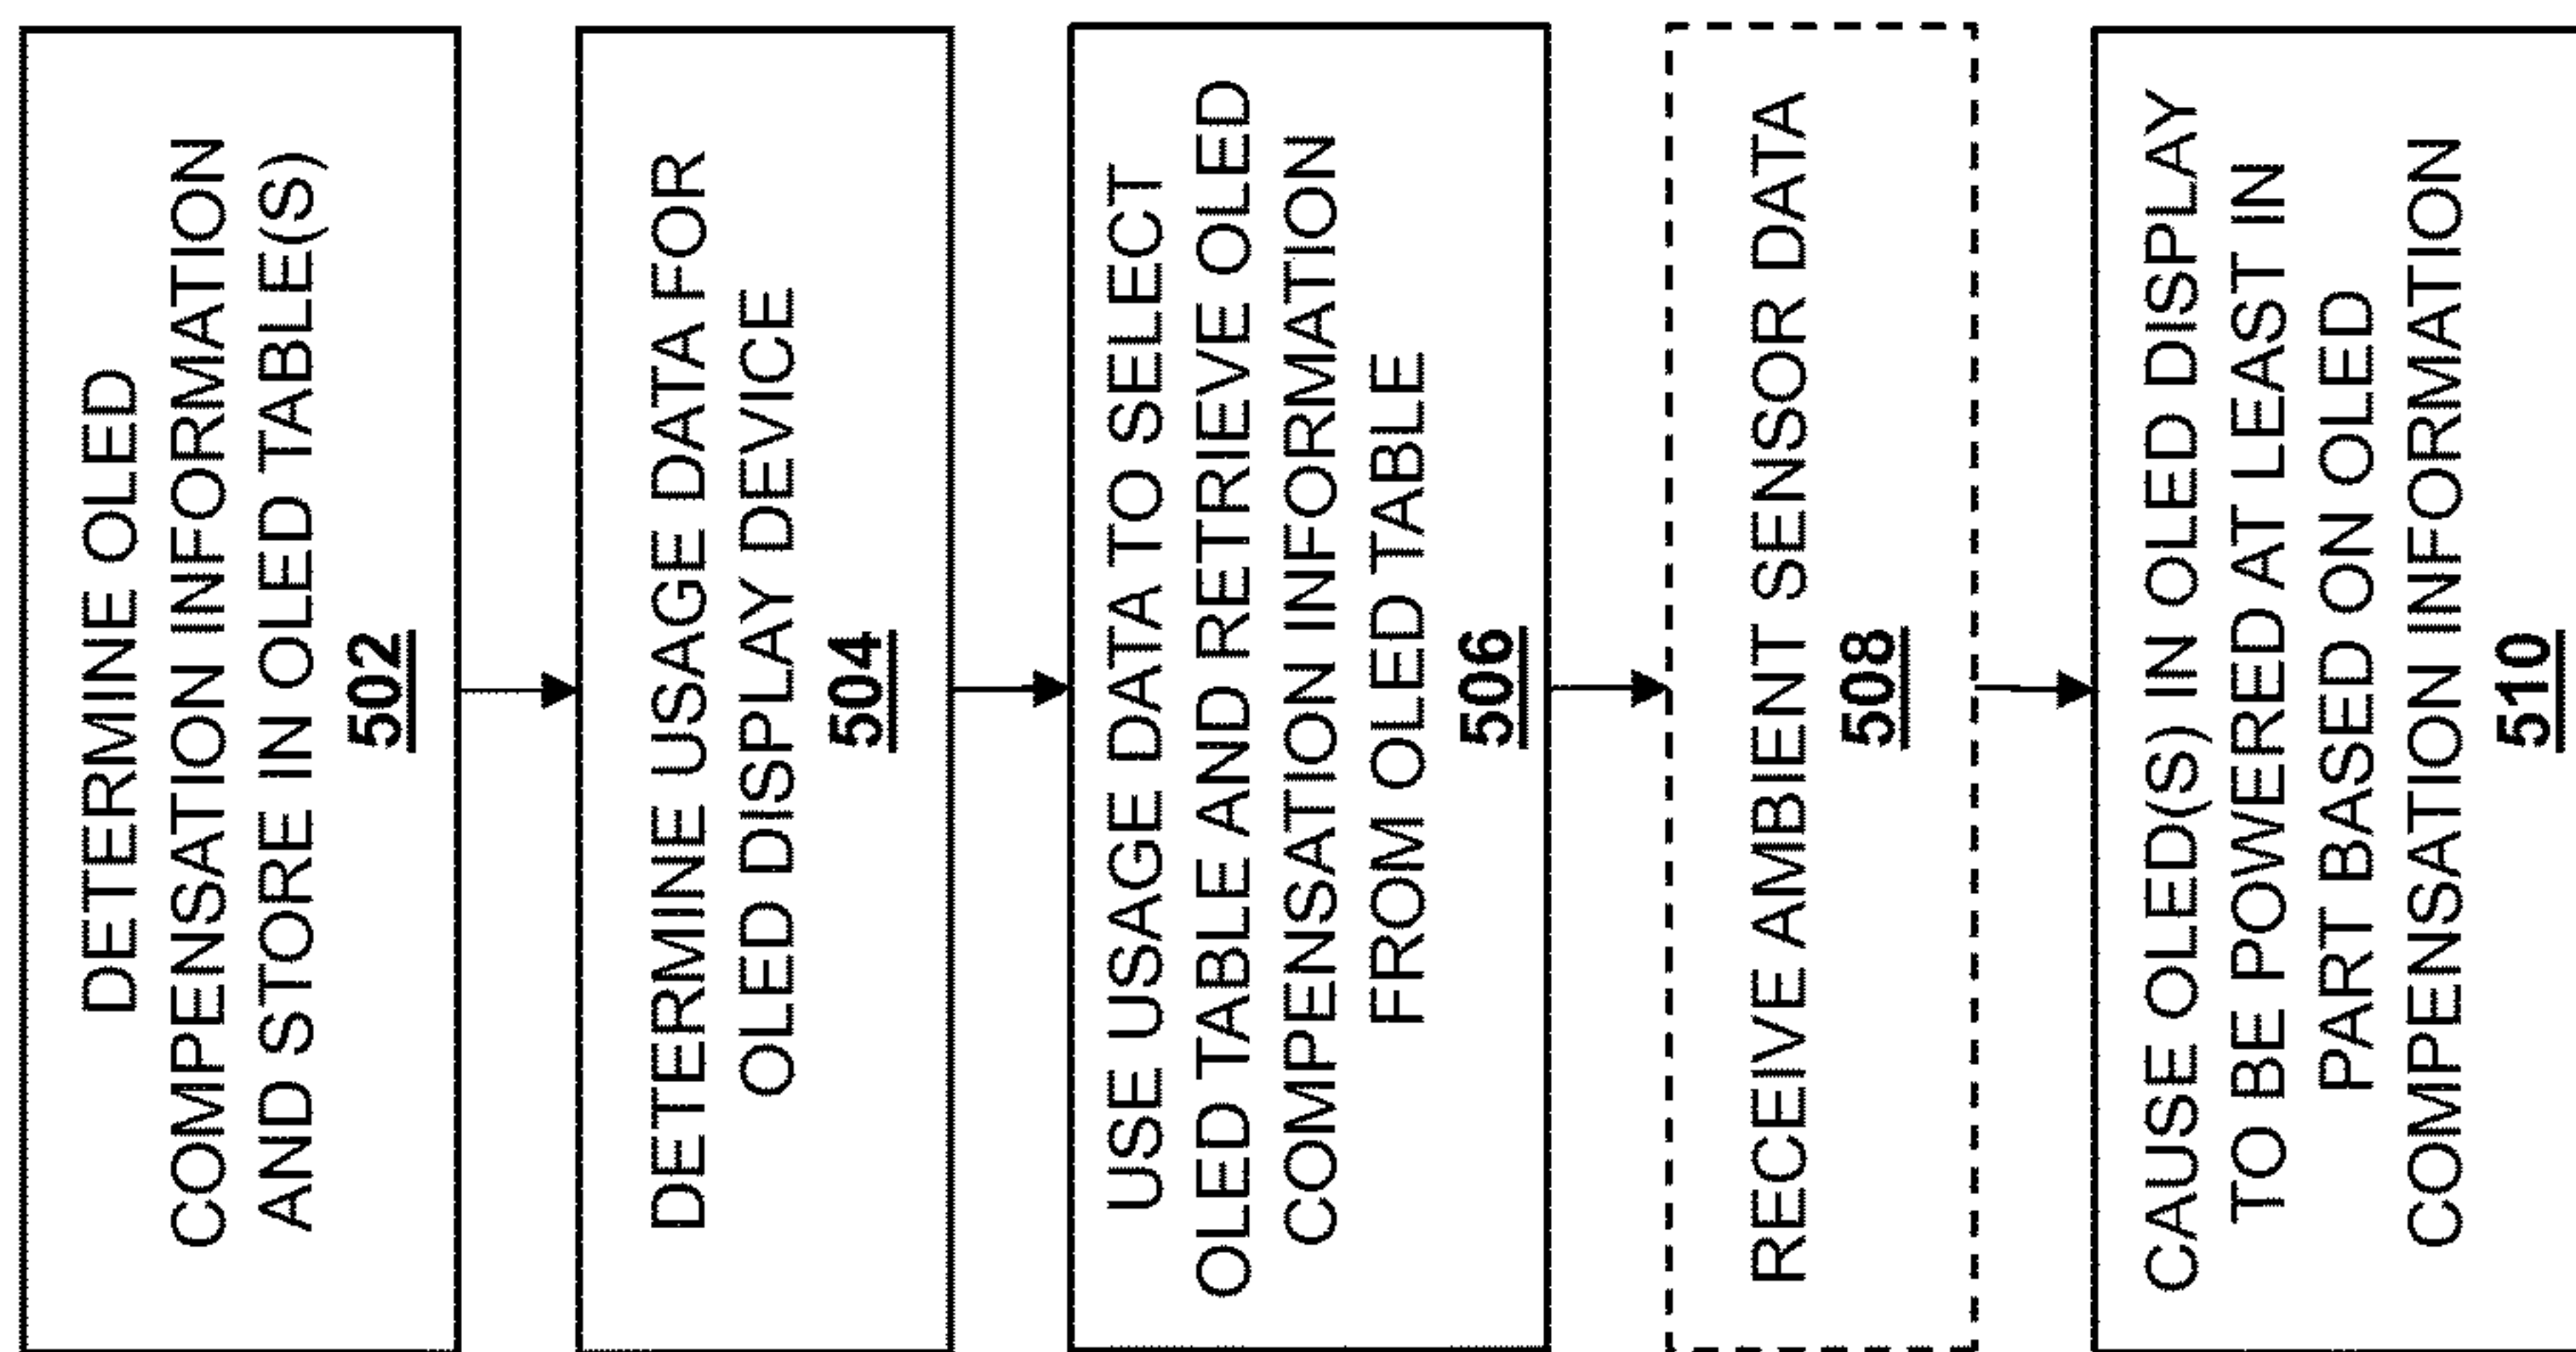 DETERMINE OLED
COMPENSATION INFORMATION
AND STORE IN OLED TABLE(S)
502
DETERMINE USAGE DATA FOR
OLED DISPLAY DEVICE
504
USE USAGE DATA TO SELECT
OLED TABLE AND RETRIEVE OLED
COMPENSATION INFORMATION
FROM OLED TABLE
506
RECEIVE AMBIENT SENSOR DATA
508
CAUSE OLED(S) IN OLED DISPLAY
TO BE POWERED AT LEAST IN
PART BASED ON OLED
COMPENSATION INFORMATION
510